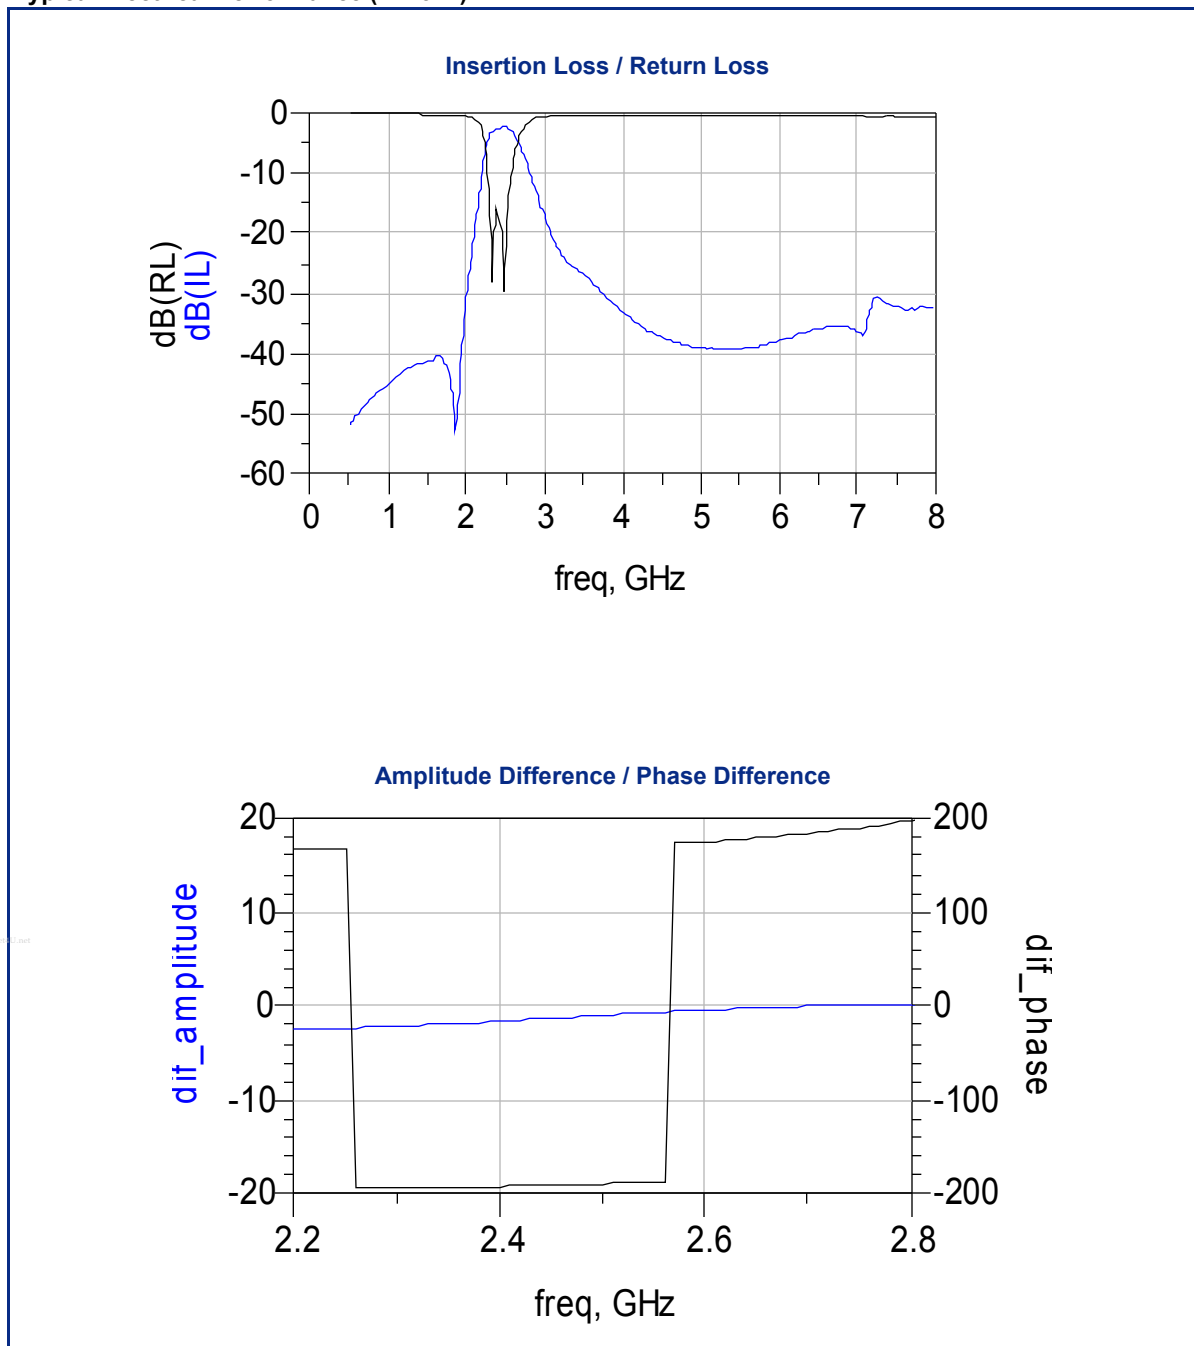 Insertion Loss / Return Loss
dB(RL)
dB(IL)
0
-10
-20
-30
-40
-50
-60
0 1 2 3 4 5 6 7 8
freq, GHz
Amplitude Difference / Phase Difference
dif_amplitude
20
10
0
-10
-20
200
100
0
-100
-200
dif_phase
2.2 2.4 2.6 2.8
freq, GHz